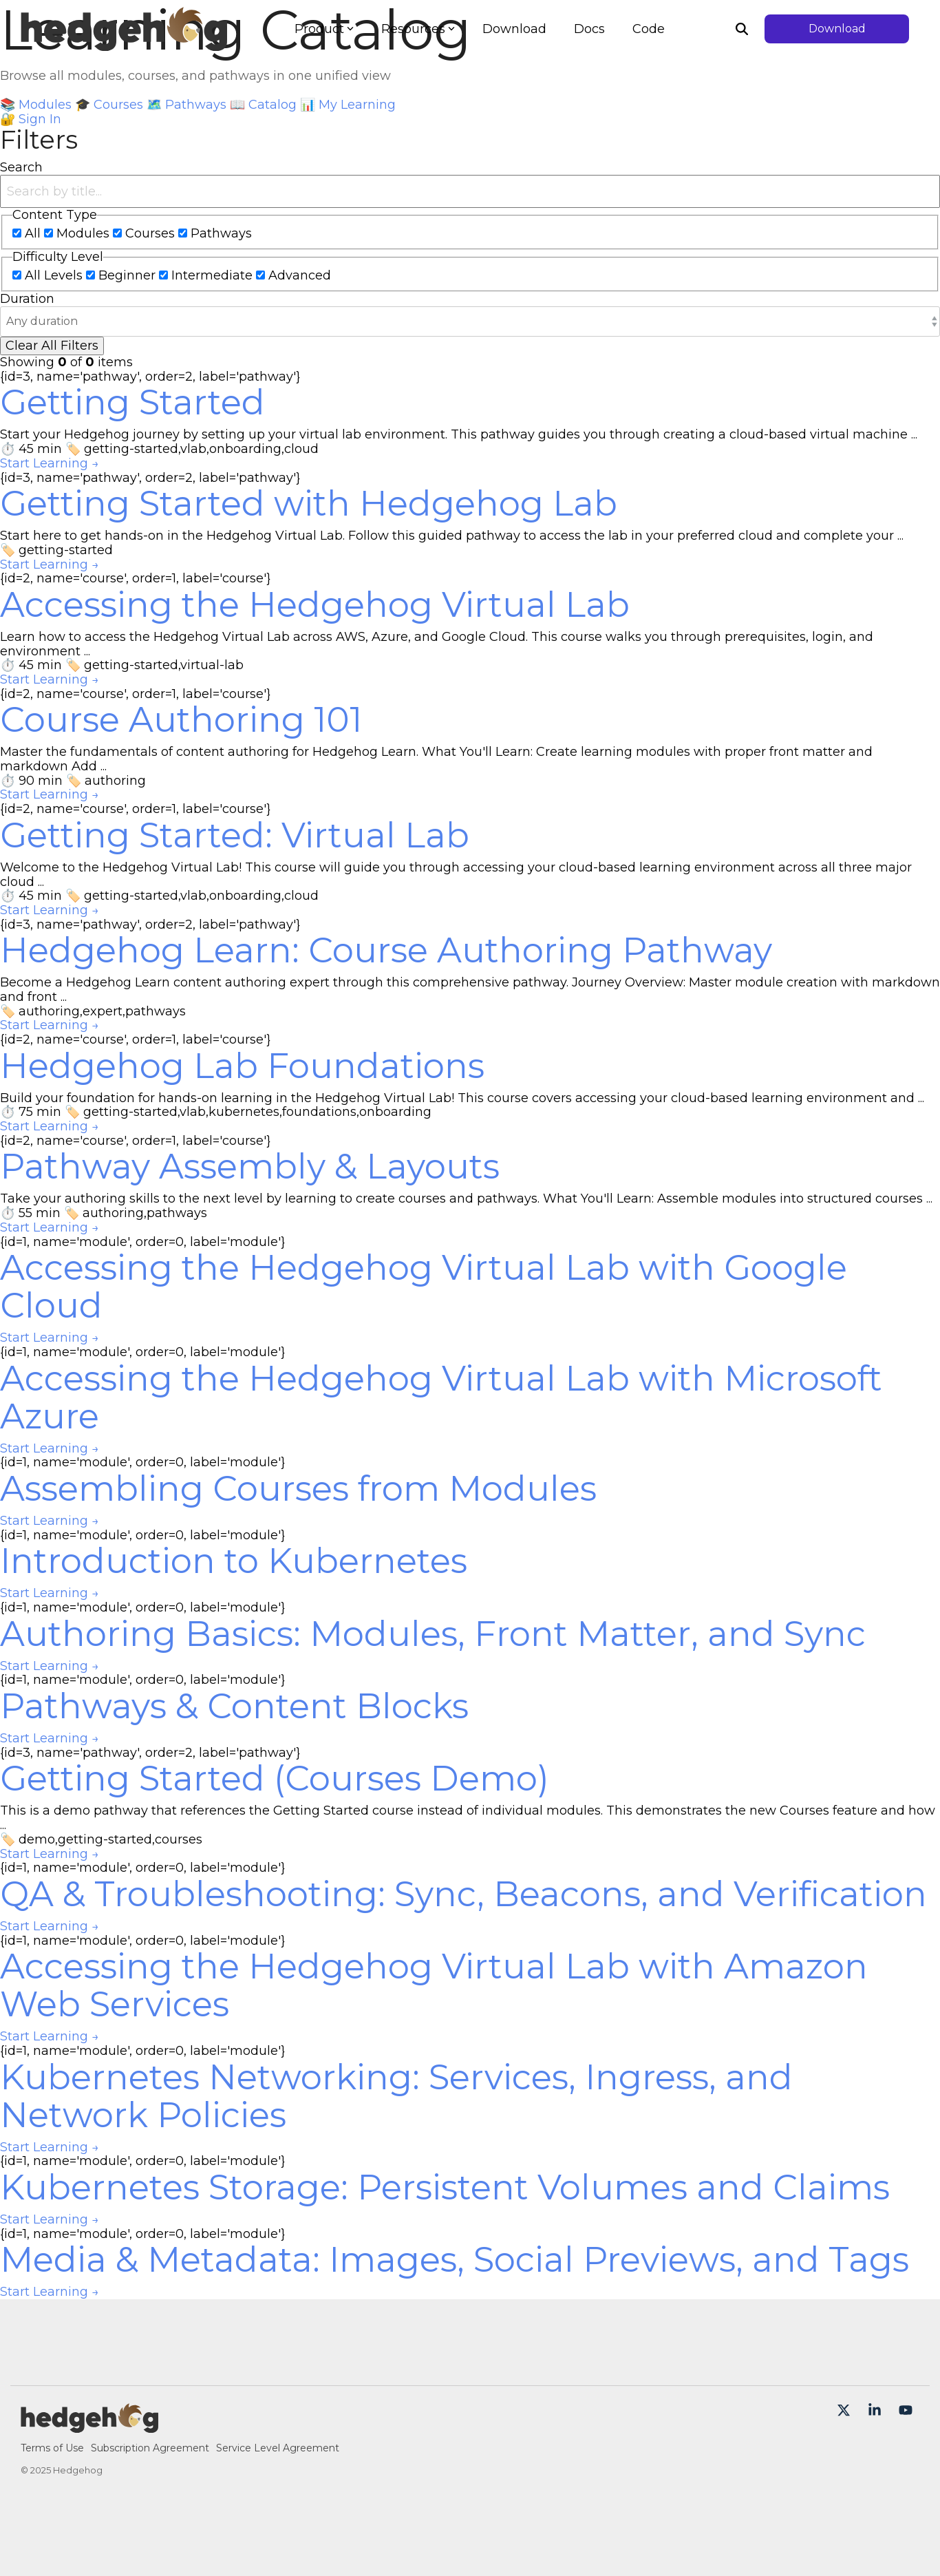 Learning Catalog
hedgehog
Product
Resources
Download
Docs
Code
Download
Browse all modules, courses, and pathways in one unified view
📚 Modules 🎓 Courses 🗺️ Pathways 📖 Catalog 📊 My Learning
🔐 Sign In
Filters
Search
Search by title...
Content Type
All Modules Courses Pathways
Difficulty Level
All Levels Beginner Intermediate Advanced
Duration
Any duration
Clear All Filters
Showing 0 of 0 items
{id=3, name='pathway', order=2, label='pathway'}
Getting Started
Start your Hedgehog journey by setting up your virtual lab environment. This pathway guides you through creating a cloud-based virtual machine ...
⏱️ 45 min 🏷️ getting-started,vlab,onboarding,cloud
Start Learning →
{id=3, name='pathway', order=2, label='pathway'}
Getting Started with Hedgehog Lab
Start here to get hands-on in the Hedgehog Virtual Lab. Follow this guided pathway to access the lab in your preferred cloud and complete your ...
🏷️ getting-started
Start Learning →
{id=2, name='course', order=1, label='course'}
Accessing the Hedgehog Virtual Lab
Learn how to access the Hedgehog Virtual Lab across AWS, Azure, and Google Cloud. This course walks you through prerequisites, login, and
environment ...
⏱️ 45 min 🏷️ getting-started,virtual-lab
Start Learning →
{id=2, name='course', order=1, label='course'}
Course Authoring 101
Master the fundamentals of content authoring for Hedgehog Learn. What You'll Learn: Create learning modules with proper front matter and
markdown Add ...
⏱️ 90 min 🏷️ authoring
Start Learning →
{id=2, name='course', order=1, label='course'}
Getting Started: Virtual Lab
Welcome to the Hedgehog Virtual Lab! This course will guide you through accessing your cloud-based learning environment across all three major
cloud ...
⏱️ 45 min 🏷️ getting-started,vlab,onboarding,cloud
Start Learning →
{id=3, name='pathway', order=2, label='pathway'}
Hedgehog Learn: Course Authoring Pathway
Become a Hedgehog Learn content authoring expert through this comprehensive pathway. Journey Overview: Master module creation with markdown
and front ...
🏷️ authoring,expert,pathways
Start Learning →
{id=2, name='course', order=1, label='course'}
Hedgehog Lab Foundations
Build your foundation for hands-on learning in the Hedgehog Virtual Lab! This course covers accessing your cloud-based learning environment and ...
⏱️ 75 min 🏷️ getting-started,vlab,kubernetes,foundations,onboarding
Start Learning →
{id=2, name='course', order=1, label='course'}
Pathway Assembly & Layouts
Take your authoring skills to the next level by learning to create courses and pathways. What You'll Learn: Assemble modules into structured courses ...
⏱️ 55 min 🏷️ authoring,pathways
Start Learning →
{id=1, name='module', order=0, label='module'}
Accessing the Hedgehog Virtual Lab with Google
Cloud
Start Learning →
{id=1, name='module', order=0, label='module'}
Accessing the Hedgehog Virtual Lab with Microsoft
Azure
Start Learning →
{id=1, name='module', order=0, label='module'}
Assembling Courses from Modules
Start Learning →
{id=1, name='module', order=0, label='module'}
Introduction to Kubernetes
Start Learning →
{id=1, name='module', order=0, label='module'}
Authoring Basics: Modules, Front Matter, and Sync
Start Learning →
{id=1, name='module', order=0, label='module'}
Pathways & Content Blocks
Start Learning →
{id=3, name='pathway', order=2, label='pathway'}
Getting Started (Courses Demo)
This is a demo pathway that references the Getting Started course instead of individual modules. This demonstrates the new Courses feature and how
...
🏷️ demo,getting-started,courses
Start Learning →
{id=1, name='module', order=0, label='module'}
QA & Troubleshooting: Sync, Beacons, and Verification
Start Learning →
{id=1, name='module', order=0, label='module'}
Accessing the Hedgehog Virtual Lab with Amazon
Web Services
Start Learning →
{id=1, name='module', order=0, label='module'}
Kubernetes Networking: Services, Ingress, and
Network Policies
Start Learning →
{id=1, name='module', order=0, label='module'}
Kubernetes Storage: Persistent Volumes and Claims
Start Learning →
{id=1, name='module', order=0, label='module'}
Media & Metadata: Images, Social Previews, and Tags
Start Learning →
hedgehog
Terms of Use Subscription Agreement Service Level Agreement
© 2025 Hedgehog